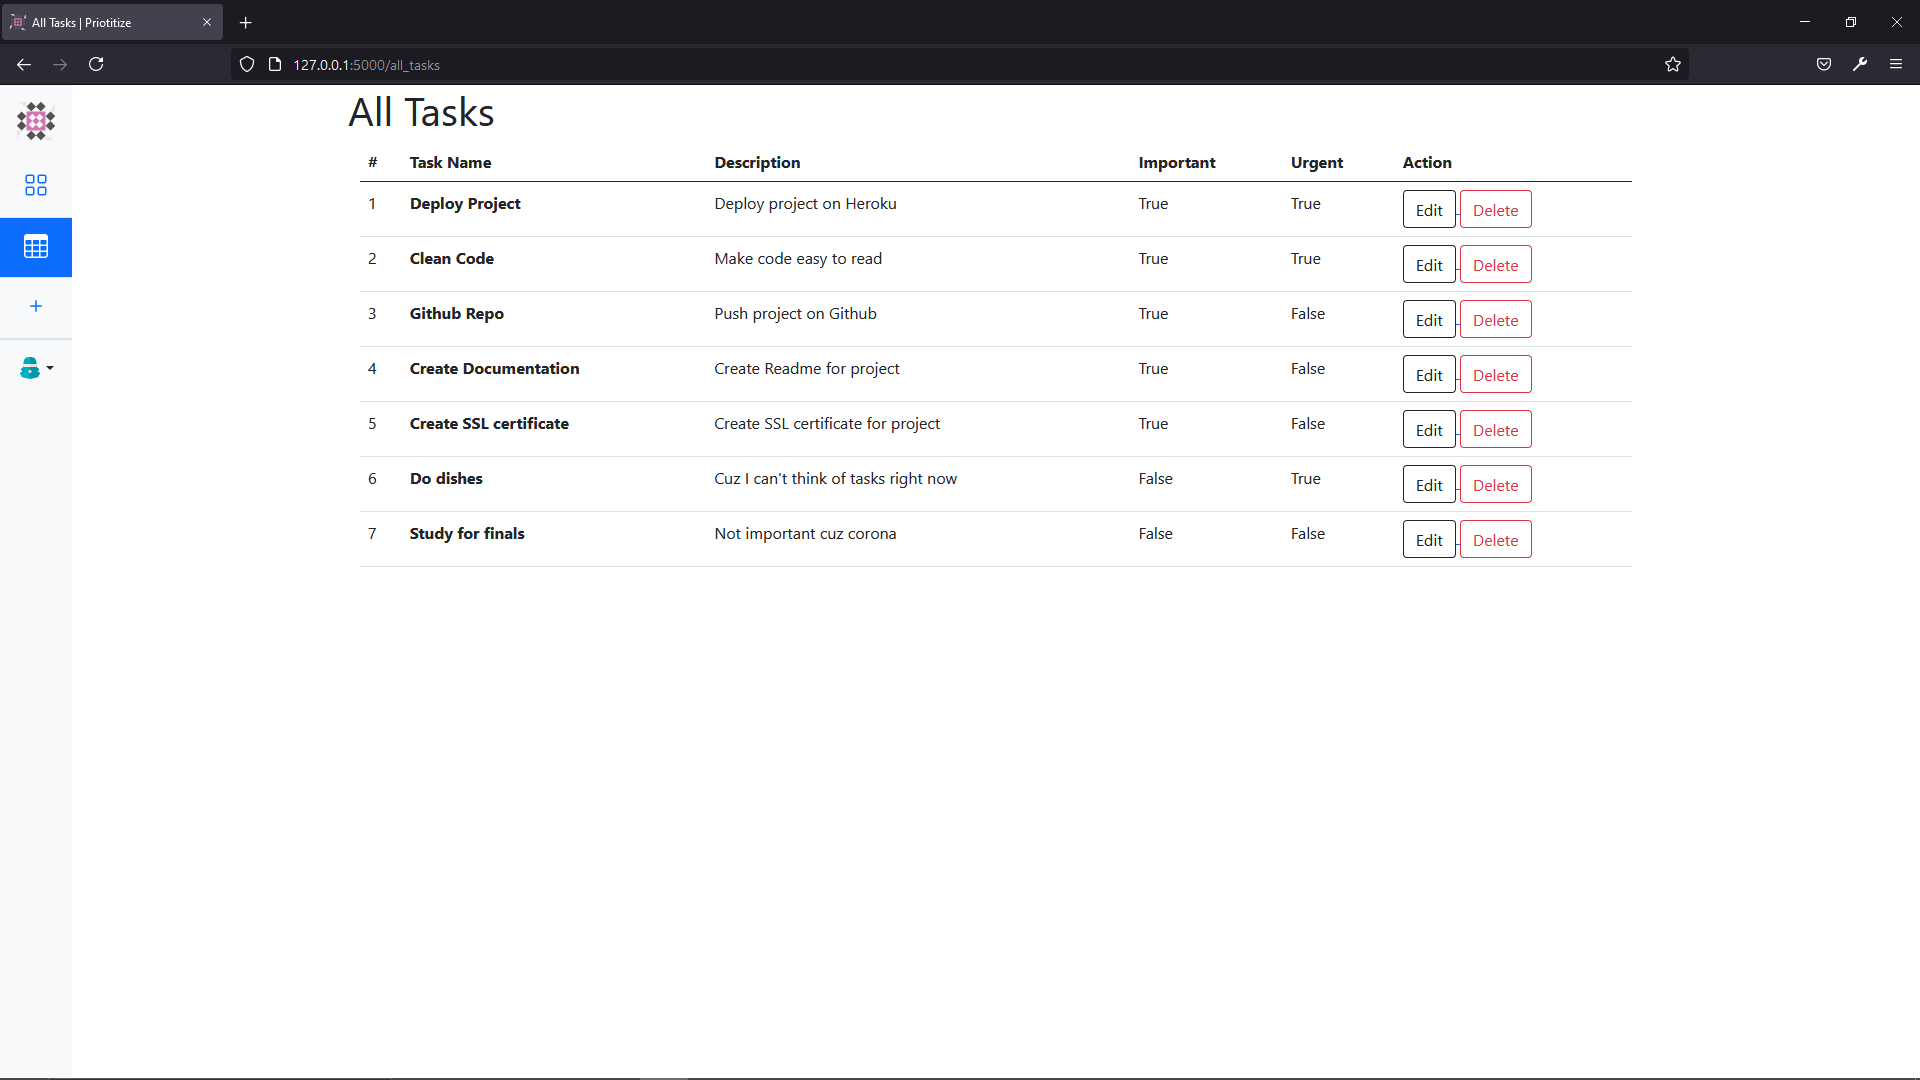 All Tasks | Priotitize
127.0.0.1:5000/all_tasks
All Tasks
# Task Name Description Important Urgent Action
1 Deploy Project Deploy project on Heroku True True Edit Delete
2 Clean Code Make code easy to read True True Edit Delete
3 Github Repo Push project on Github True False Edit Delete
4 Create Documentation Create Readme for project True False Edit Delete
5 Create SSL certificate Create SSL certificate for project True False Edit Delete
6 Do dishes Cuz I can't think of tasks right now False True Edit Delete
7 Study for finals Not important cuz corona False False Edit Delete